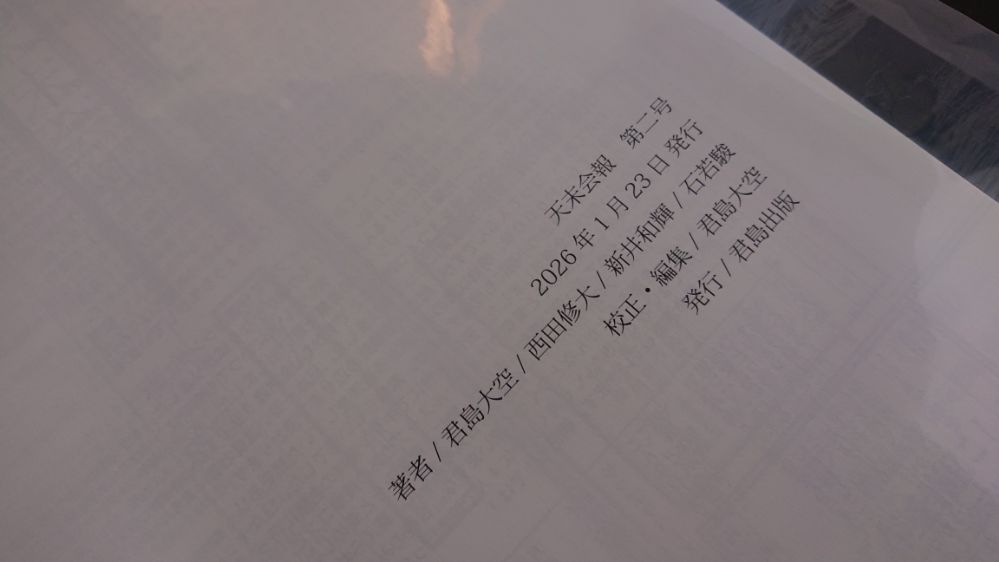 天末会報　第二号
2026 年 1 月 23 日 発行
著者 / 君島大空 / 西田修大 / 新井和輝 / 石若駿
校正・編集 / 君島大空
発行 / 君島出版